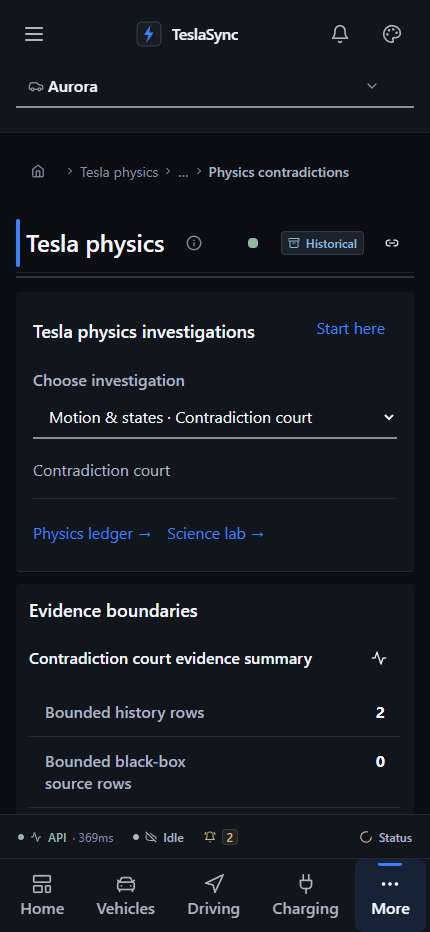 TeslaSync
Aurora
Tesla physics
...
Physics contradictions
Tesla physics
Historical
Tesla physics investigations
Start here
Choose investigation
Motion & states · Contradiction court
Contradiction court
Physics ledger →
Science lab →
Evidence boundaries
Contradiction court evidence summary
Bounded history rows
2
Bounded black-box
source rows
0
API · 369ms
Idle
2
Status
Home
Vehicles
Driving
Charging
More